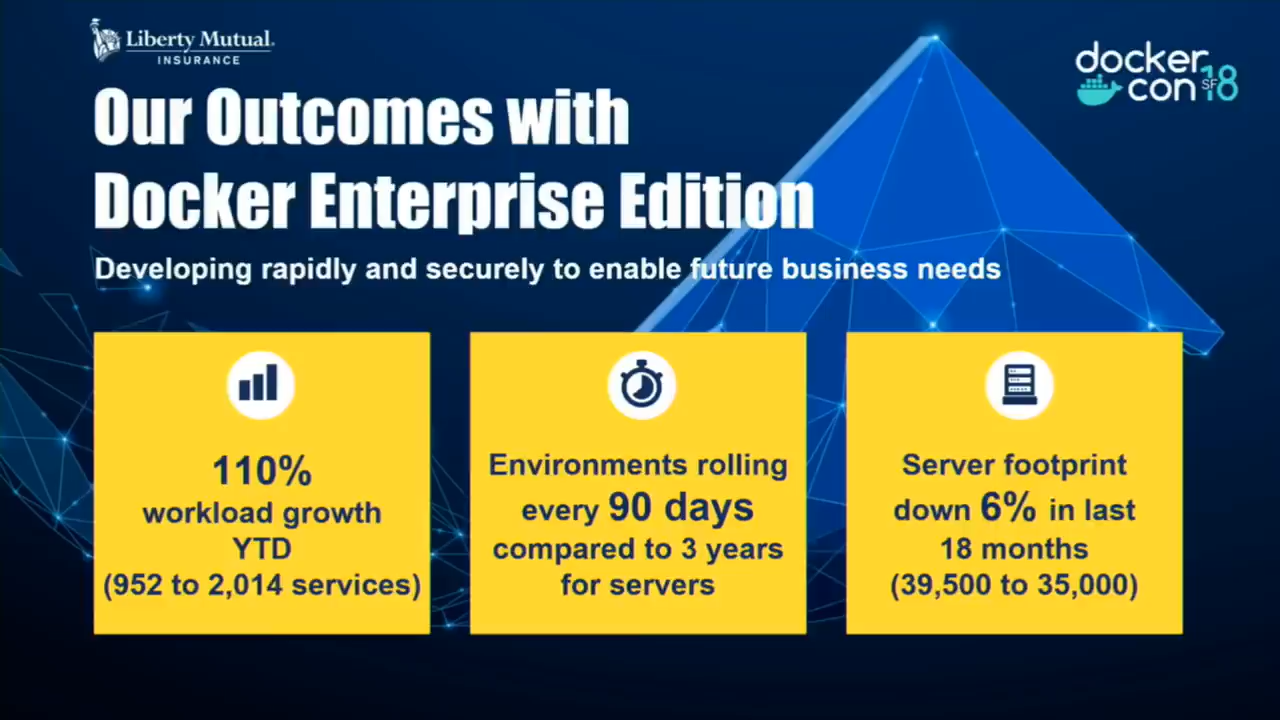 Liberty Mutual.
INSURANCE
docker
con SF 18
Our Outcomes with
Docker Enterprise Edition
Developing rapidly and securely to enable future business needs
110%
workload growth
YTD
(952 to 2,014 services)
Environments rolling
every 90 days
compared to 3 years
for servers
Server footprint
down 6% in last
18 months
(39,500 to 35,000)